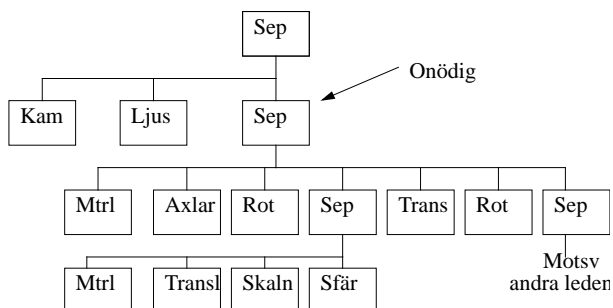 Sep
Onödig
Kam Ljus Sep
Mtrl Axlar Rot Sep Trans Rot Sep
Mtrl Transl Skaln Sfär
Motsv
andra leden